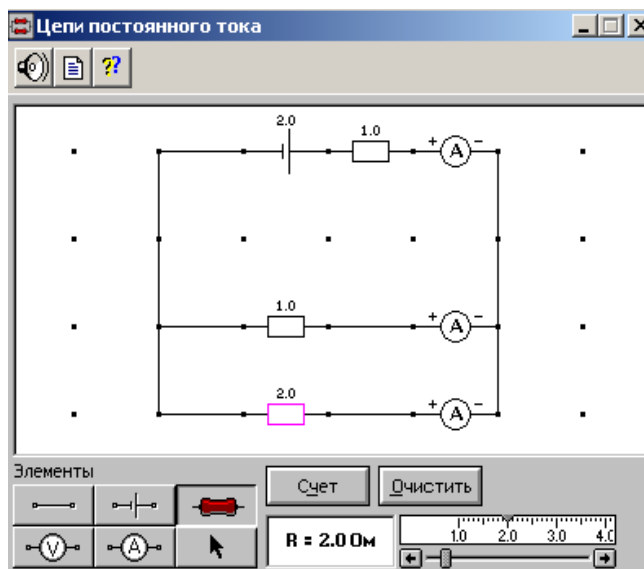 Цепи постоянного тока
2.0
1.0
+ A −
1.0
+ A −
2.0
+ A −
Элементы
Счет
Очистить
V
A
R = 2.0 Ом
1.0 2.0 3.0 4.0